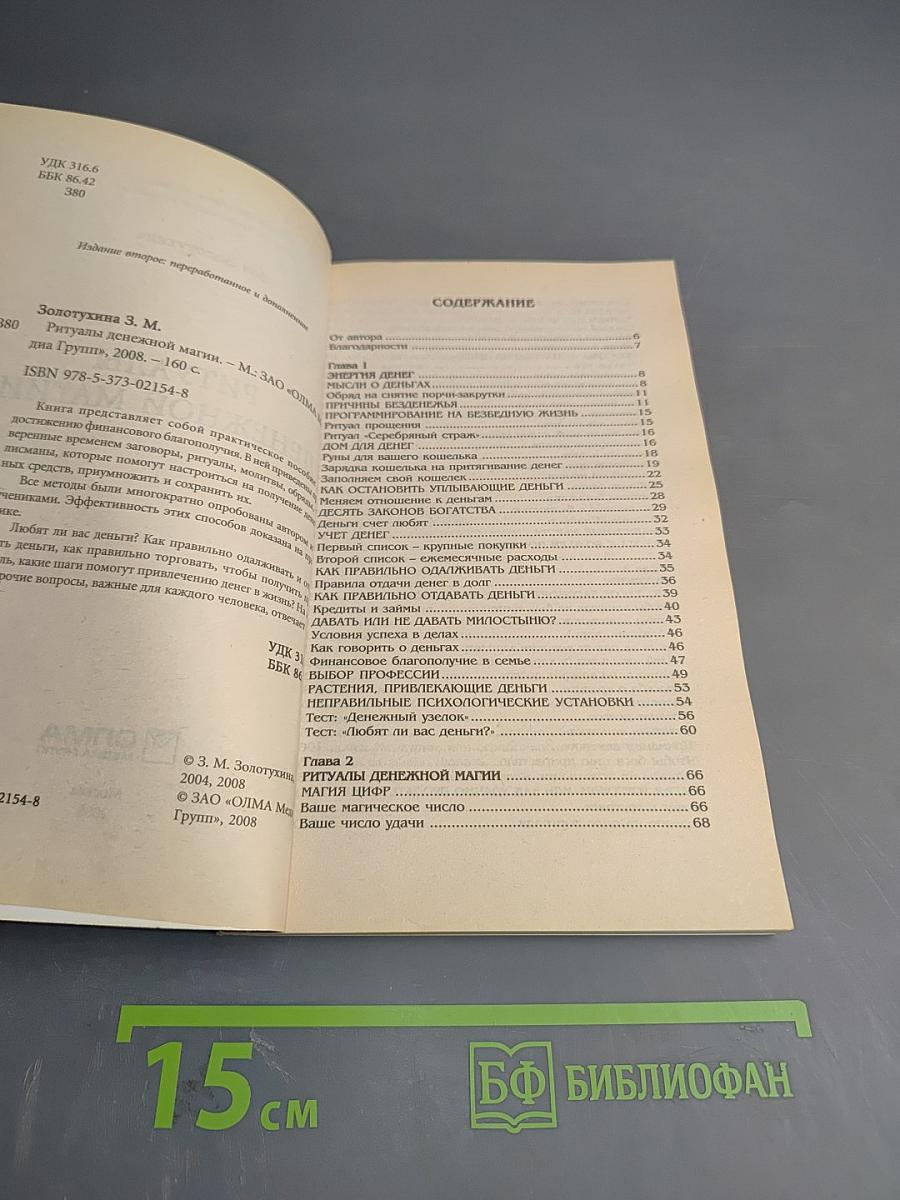 УДК 316.6
ББК 86.42
З80
Издание второе: переработанное и дополненное
Золотухина З. М.
З80 Ритуалы денежной магии. – М.: ЗАО «ОЛМА М
диа Групп», 2008. – 160 с.
ISBN 978-5-373-02154-8
Книга представляет собой практическое пособие
достижению финансового благополучия. В ней приведены
веренные временем заговоры, ритуалы, молитвы, обряды,
лисманы, которые помогут настроиться на получение
ных средств, приумножить и сохранить их.
Все методы были многократно опробованы автором и
чениками. Эффективность этих способов доказана на
ике.
Любят ли вас деньги? Как правильно одалживать и
ть деньги, как правильно торговать, чтобы получить
ль, какие шаги помогут привлечению денег в жизнь? На
рочие вопросы, важные для каждого человека, отвечает
УДК 31
ББК 86
© З. М. Золотухина,
2004, 2008
© ЗАО «ОЛМА Ме
Групп», 2008
2154-8
СОДЕРЖАНИЕ
От автора 6
Благодарности 7
Глава 1
ЭНЕРГИЯ ДЕНЕГ 8
МЫСЛИ О ДЕНЬГАХ 8
Обряд на снятие порчи-закрутки 11
ПРИЧИНЫ БЕЗДЕНЕЖЬЯ 11
ПРОГРАММИРОВАНИЕ НА БЕЗБЕДНУЮ ЖИЗНЬ 15
Ритуал прощения 15
Ритуал «Серебряный страж» 16
ДОМ ДЛЯ ДЕНЕГ 16
Руны для вашего кошелька 18
Зарядка кошелька на притягивание денег 19
Заполняем свой кошелек 22
КАК ОСТАНОВИТЬ УПЛЫВАЮЩИЕ ДЕНЬГИ 25
Меняем отношение к деньгам 28
ДЕСЯТЬ ЗАКОНОВ БОГАТСТВА 29
Деньги счет любят 32
УЧЕТ ДЕНЕГ 33
Первый список – крупные покупки 34
Второй список – ежемесячные расходы 34
КАК ПРАВИЛЬНО ОДАЛЖИВАТЬ ДЕНЬГИ 35
Правила отдачи денег в долг 36
КАК ПРАВИЛЬНО ОТДАВАТЬ ДЕНЬГИ 39
Кредиты и займы 40
ДАВАТЬ ИЛИ НЕ ДАВАТЬ МИЛОСТЫНЮ? 43
Условия успеха в делах 46
Как говорить о деньгах 46
Финансовое благополучие в семье 47
ВЫБОР ПРОФЕССИИ 49
РАСТЕНИЯ, ПРИВЛЕКАЮЩИЕ ДЕНЬГИ 53
НЕПРАВИЛЬНЫЕ ПСИХОЛОГИЧЕСКИЕ УСТАНОВКИ 54
Тест: «Денежный узелок» 56
Тест: «Любят ли вас деньги?» 60
Глава 2
РИТУАЛЫ ДЕНЕЖНОЙ МАГИИ 66
МАГИЯ ЦИФР 66
Ваше магическое число 66
Ваше число удачи 68
15 см
БФ БИБЛИОФАН